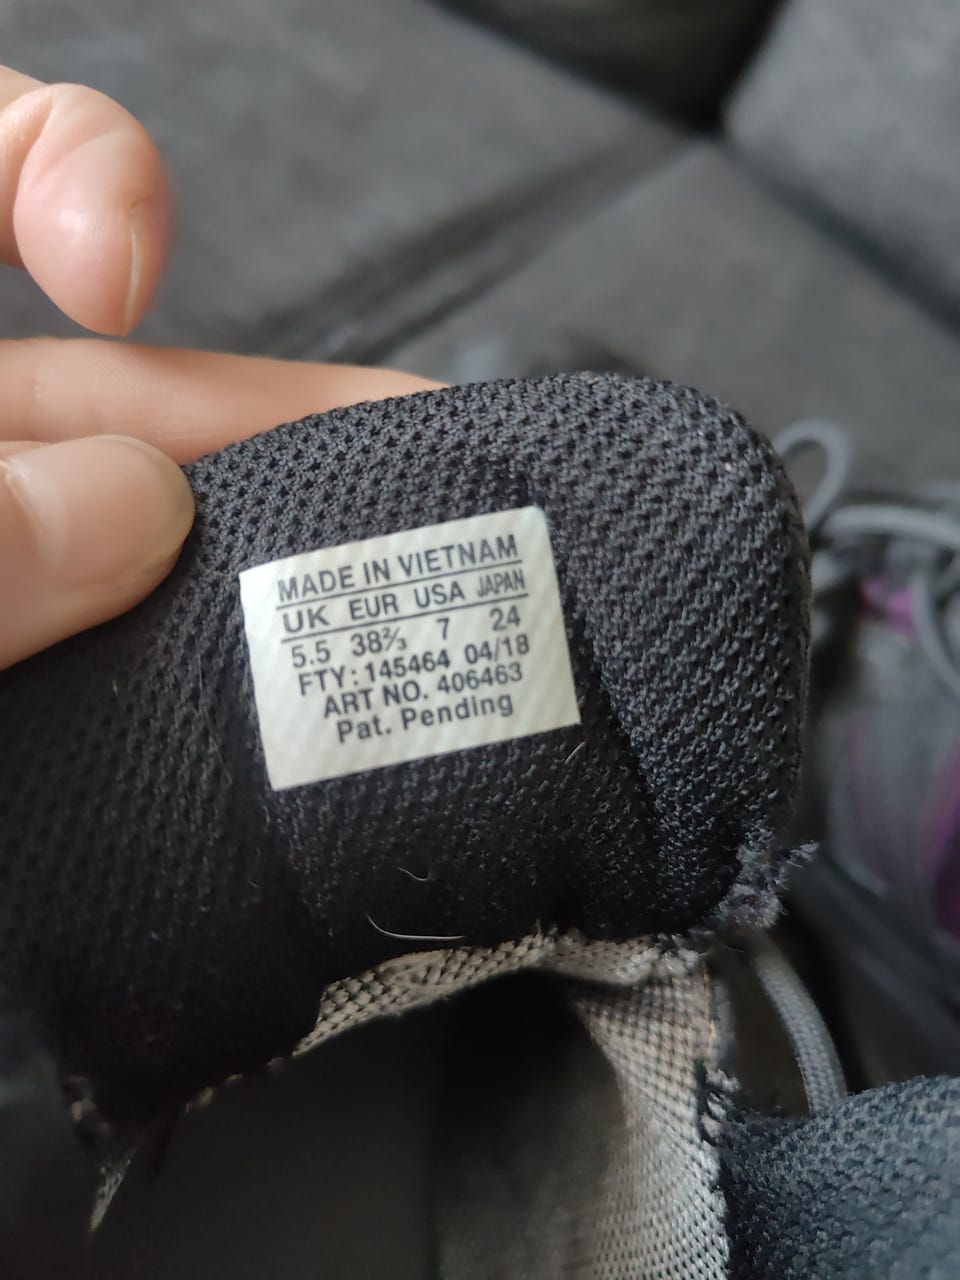 MADE IN VIETNAM
UK EUR USA JAPAN
5.5 38⅔ 7 24
FTY: 145464 04/18
ART NO. 406463
Pat. Pending